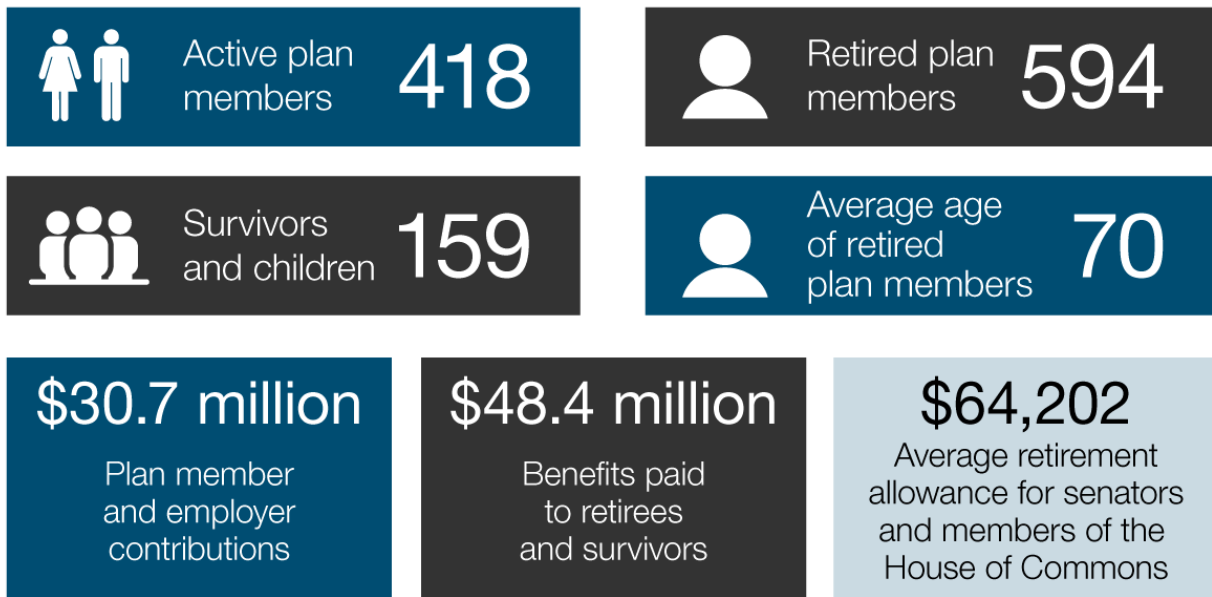 Active plan
members
418
Retired plan
members
594
Survivors
and children
159
Average age
of retired
plan members
70
$30.7 million
Plan member
and employer
contributions
$48.4 million
Benefits paid
to retirees
and survivors
$64,202
Average retirement
allowance for senators
and members of the
House of Commons